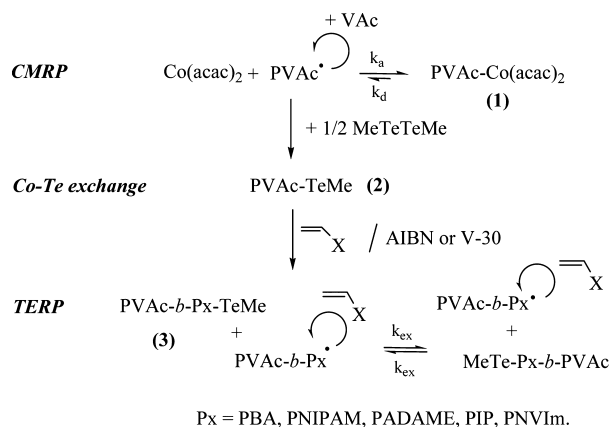 + VAc
CMRP Co(acac)2 + PVAc• ka PVAc-Co(acac)2
kd (1)
+ 1/2 MeTeTeMe
Co-Te exchange PVAc-TeMe (2)
X / AIBN or V-30
TERP PVAc-b-Px-TeMe X PVAc-b-Px• X
(3) + kex +
PVAc-b-Px• kex MeTe-Px-b-PVAc
Px = PBA, PNIPAM, PADAME, PIP, PNVIm.